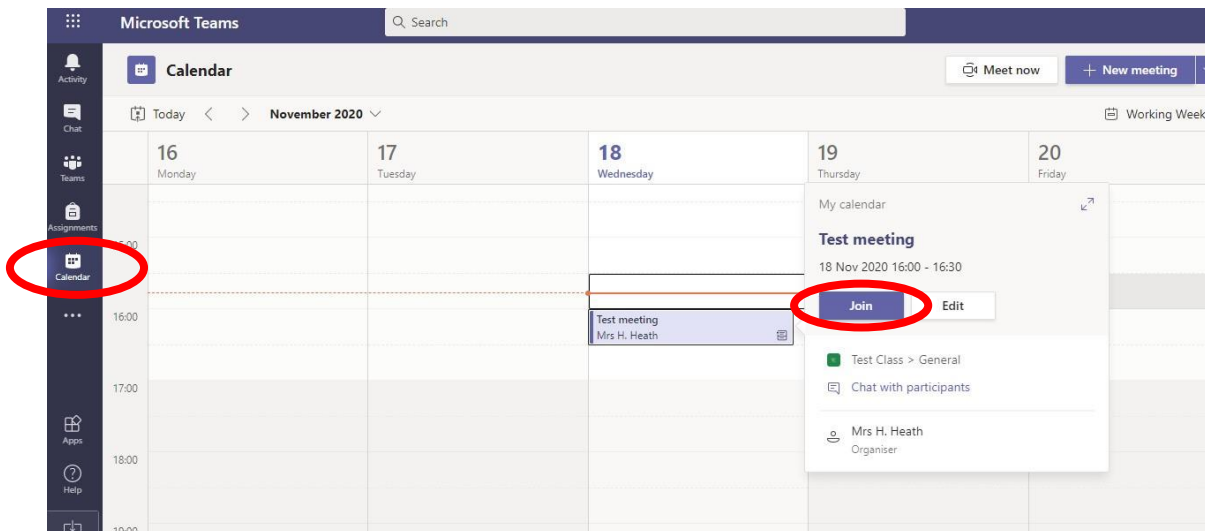 Microsoft Teams
Search
Activity
Chat
Teams
Assignments
Calendar
Apps
Help
Calendar
Meet now
New meeting
Today
November 2020
Working Week
16
Monday
17
Tuesday
18
Wednesday
19
Thursday
20
Friday
16:00
17:00
18:00
Test meeting
Mrs H. Heath
My calendar
Test meeting
18 Nov 2020 16:00 - 16:30
Join
Edit
Test Class > General
Chat with participants
Mrs H. Heath
Organiser